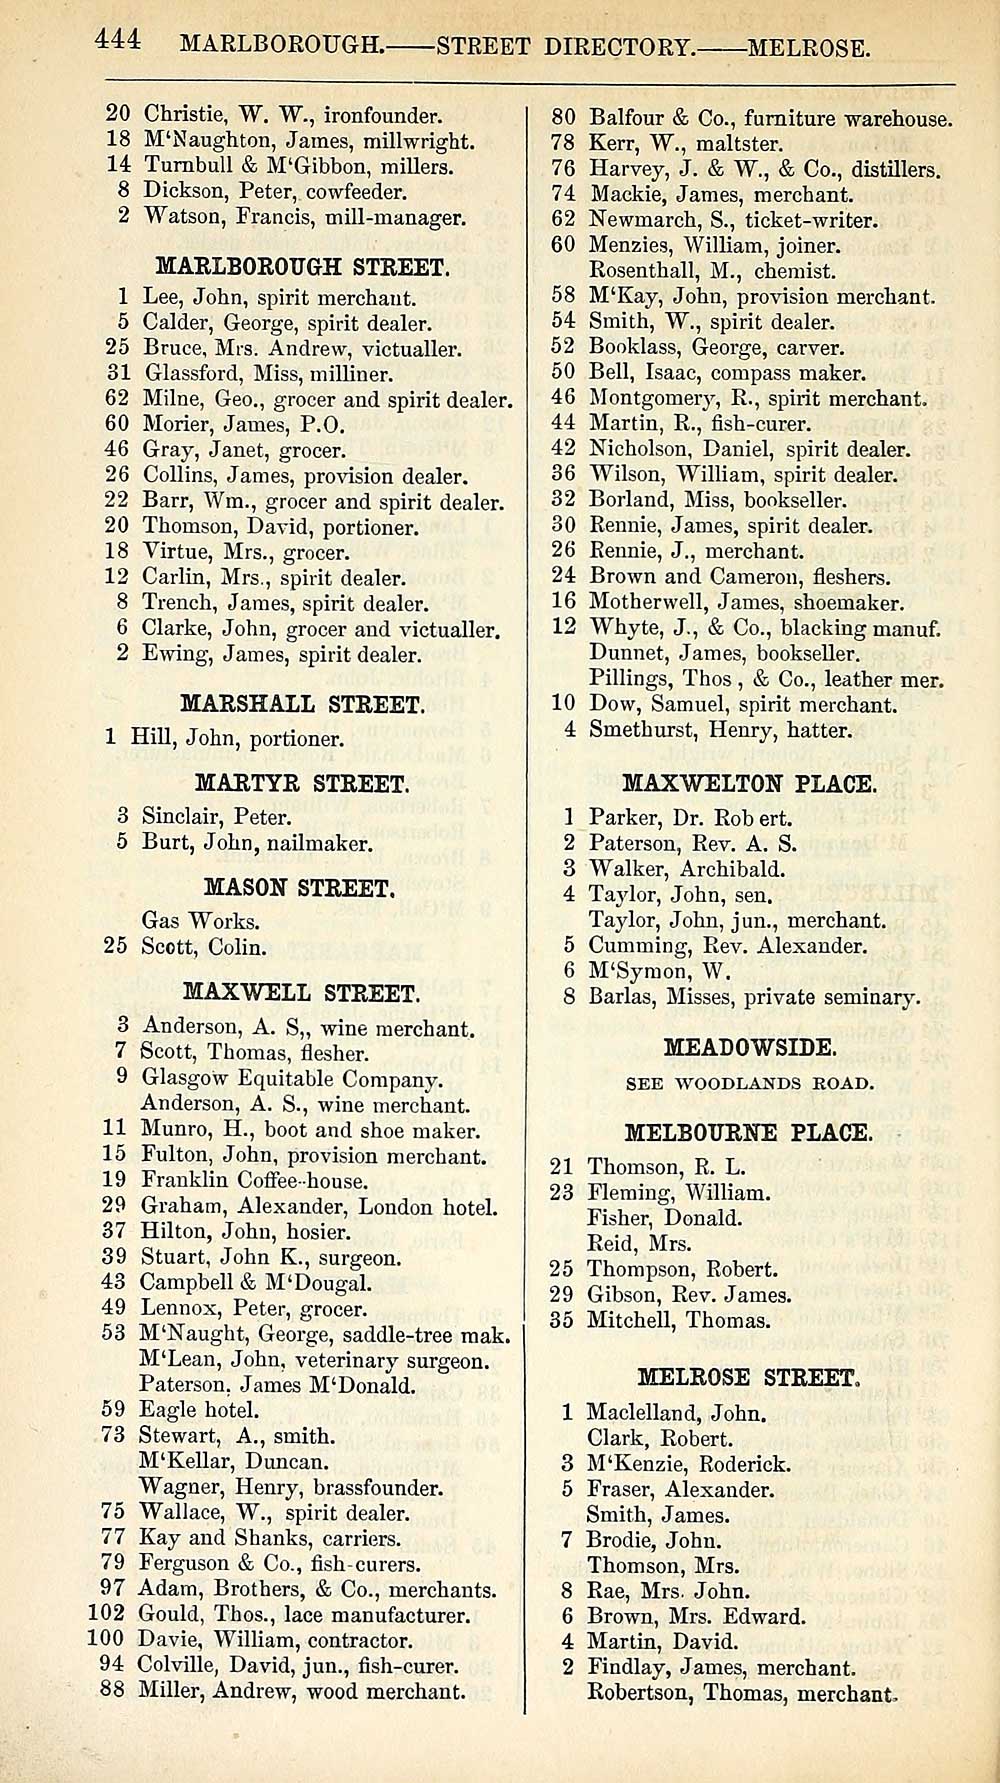 444 MARLBOROUGH.——STREET DIRECTORY.——MELROSE.
20 Christie, W. W., ironfounder.
18 M'Naughton, James, millwright.
14 Turnbull & M'Gibbon, millers.
8 Dickson, Peter, cowfeeder.
2 Watson, Francis, mill-manager.
MARLBOROUGH STREET.
1 Lee, John, spirit merchant.
5 Calder, George, spirit dealer.
25 Bruce, Mrs. Andrew, victualler.
31 Glassford, Miss, milliner.
62 Milne, Geo., grocer and spirit dealer.
60 Morier, James, P.O.
46 Gray, Janet, grocer.
26 Collins, James, provision dealer.
22 Barr, Wm., grocer and spirit dealer.
20 Thomson, David, portioner.
18 Virtue, Mrs., grocer.
12 Carlin, Mrs., spirit dealer.
8 Trench, James, spirit dealer.
6 Clarke, John, grocer and victualler.
2 Ewing, James, spirit dealer.
MARSHALL STREET.
1 Hill, John, portioner.
MARTYR STREET.
3 Sinclair, Peter.
5 Burt, John, nailmaker.
MASON STREET.
Gas Works.
25 Scott, Colin.
MAXWELL STREET.
3 Anderson, A. S,, wine merchant.
7 Scott, Thomas, flesher.
9 Glasgow Equitable Company.
Anderson, A. S., wine merchant.
11 Munro, H., boot and shoe maker.
15 Fulton, John, provision merchant.
19 Franklin Coffee-house.
29 Graham, Alexander, London hotel.
37 Hilton, John, hosier.
39 Stuart, John K., surgeon.
43 Campbell & M'Dougal.
49 Lennox, Peter, grocer.
53 M'Naught, George, saddle-tree mak.
M'Lean, John, veterinary surgeon.
Paterson, James M'Donald.
59 Eagle hotel.
73 Stewart, A., smith.
M'Kellar, Duncan.
Wagner, Henry, brassfounder.
75 Wallace, W., spirit dealer.
77 Kay and Shanks, carriers.
79 Ferguson & Co., fish-curers.
97 Adam, Brothers, & Co., merchants.
102 Gould, Thos., lace manufacturer.
100 Davie, William, contractor.
94 Colville, David, jun., fish-curer.
88 Miller, Andrew, wood merchant.
80 Balfour & Co., furniture warehouse.
78 Kerr, W., maltster.
76 Harvey, J. & W., & Co., distillers.
74 Mackie, James, merchant.
62 Newmarch, S., ticket-writer.
60 Menzies, William, joiner.
Rosenthall, M., chemist.
58 M'Kay, John, provision merchant.
54 Smith, W., spirit dealer.
52 Booklass, George, carver.
50 Bell, Isaac, compass maker.
46 Montgomery, R., spirit merchant.
44 Martin, R., fish-curer.
42 Nicholson, Daniel, spirit dealer.
36 Wilson, William, spirit dealer.
32 Borland, Miss, bookseller.
30 Rennie, James, spirit dealer.
26 Rennie, J., merchant.
24 Brown and Cameron, fleshers.
16 Motherwell, James, shoemaker.
12 Whyte, J., & Co., blacking manuf.
Dunnet, James, bookseller.
Pillings, Thos , & Co., leather mer.
10 Dow, Samuel, spirit merchant.
4 Smethurst, Henry, hatter.
MAXWELTON PLACE.
1 Parker, Dr. Rob ert.
2 Paterson, Rev. A. S.
3 Walker, Archibald.
4 Taylor, John, sen.
Taylor, John, jun., merchant.
5 Cumming, Rev. Alexander.
6 M'Symon, W.
8 Barlas, Misses, private seminary.
MEADOWSIDE.
SEE WOODLANDS ROAD.
MELBOURNE PLACE.
21 Thomson, R. L.
23 Fleming, William.
Fisher, Donald.
Reid, Mrs.
25 Thompson, Robert.
29 Gibson, Rev. James.
35 Mitchell, Thomas.
MELROSE STREET.
1 Maclelland, John.
Clark, Robert.
3 M'Kenzie, Roderick.
5 Fraser, Alexander.
Smith, James.
7 Brodie, John.
Thomson, Mrs.
8 Rae, Mrs. John.
6 Brown, Mrs. Edward.
4 Martin, David.
2 Findlay, James, merchant.
Robertson, Thomas, merchant.